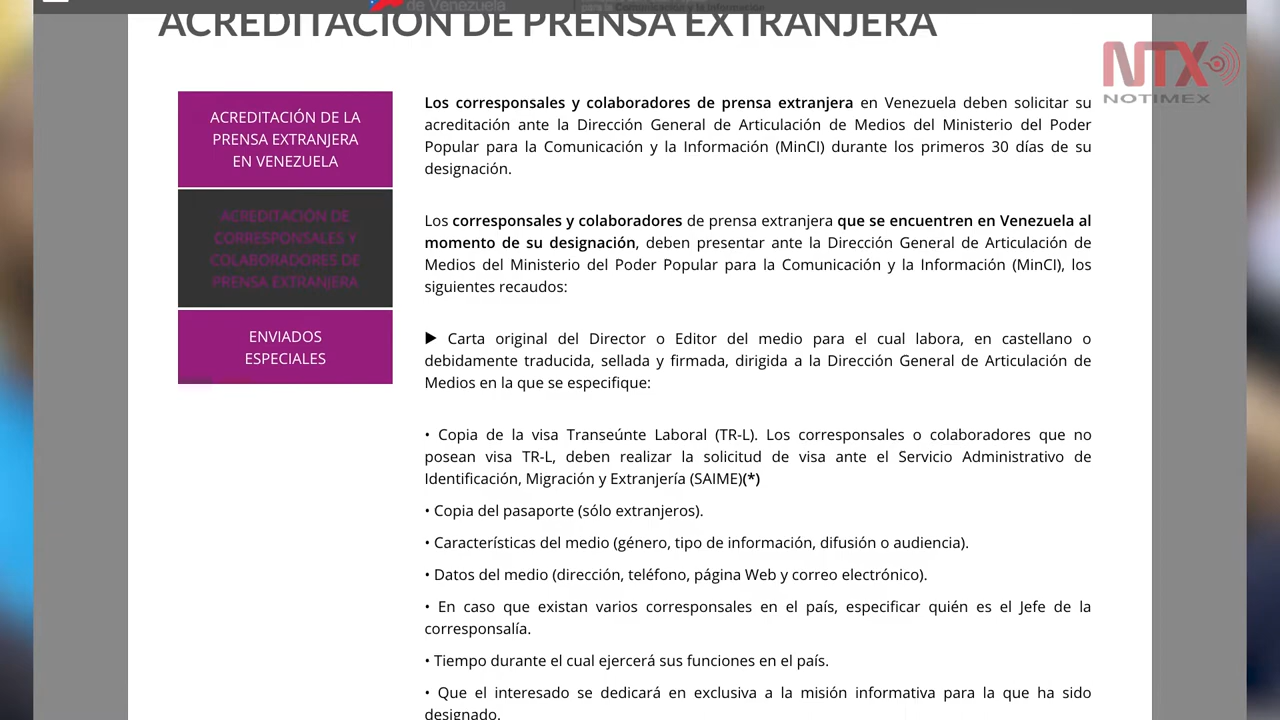 de Venezuela
para la Comunicación y la Información
ACREDITACIÓN DE PRENSA EXTRANJERA
NTX
NOTIMEX
ACREDITACIÓN DE LA
PRENSA EXTRANJERA
EN VENEZUELA
ACREDITACIÓN DE
CORRESPONSALES Y
COLABORADORES DE
PRENSA EXTRANJERA
ENVIADOS
ESPECIALES
Los corresponsales y colaboradores de prensa extranjera en Venezuela deben solicitar su
acreditación ante la Dirección General de Articulación de Medios del Ministerio del Poder
Popular para la Comunicación y la Información (MinCI) durante los primeros 30 días de su
designación.
Los corresponsales y colaboradores de prensa extranjera que se encuentren en Venezuela al
momento de su designación, deben presentar ante la Dirección General de Articulación de
Medios del Ministerio del Poder Popular para la Comunicación y la Información (MinCI), los
siguientes recaudos:
▶ Carta original del Director o Editor del medio para el cual labora, en castellano o
debidamente traducida, sellada y firmada, dirigida a la Dirección General de Articulación de
Medios en la que se especifique:
• Copia de la visa Transeúnte Laboral (TR-L). Los corresponsales o colaboradores que no
posean visa TR-L, deben realizar la solicitud de visa ante el Servicio Administrativo de
Identificación, Migración y Extranjería (SAIME)(*)
• Copia del pasaporte (sólo extranjeros).
• Características del medio (género, tipo de información, difusión o audiencia).
• Datos del medio (dirección, teléfono, página Web y correo electrónico).
• En caso que existan varios corresponsales en el país, especificar quién es el Jefe de la
corresponsalía.
• Tiempo durante el cual ejercerá sus funciones en el país.
• Que el interesado se dedicará en exclusiva a la misión informativa para la que ha sido
designado.